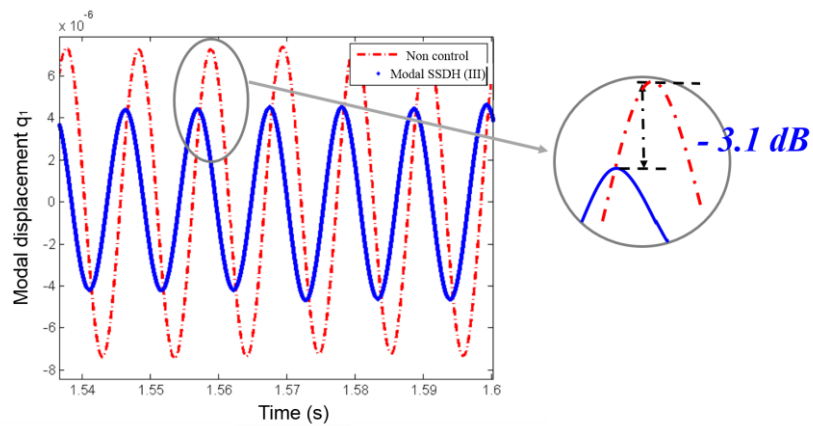 x 10^-6
Non control
Modal SSDH (III)
6
4
2
0
-2
-4
-6
-8
Modal displacement q₁
1.54
1.55
1.56
1.57
1.58
1.59
1.6
Time (s)
- 3.1 dB